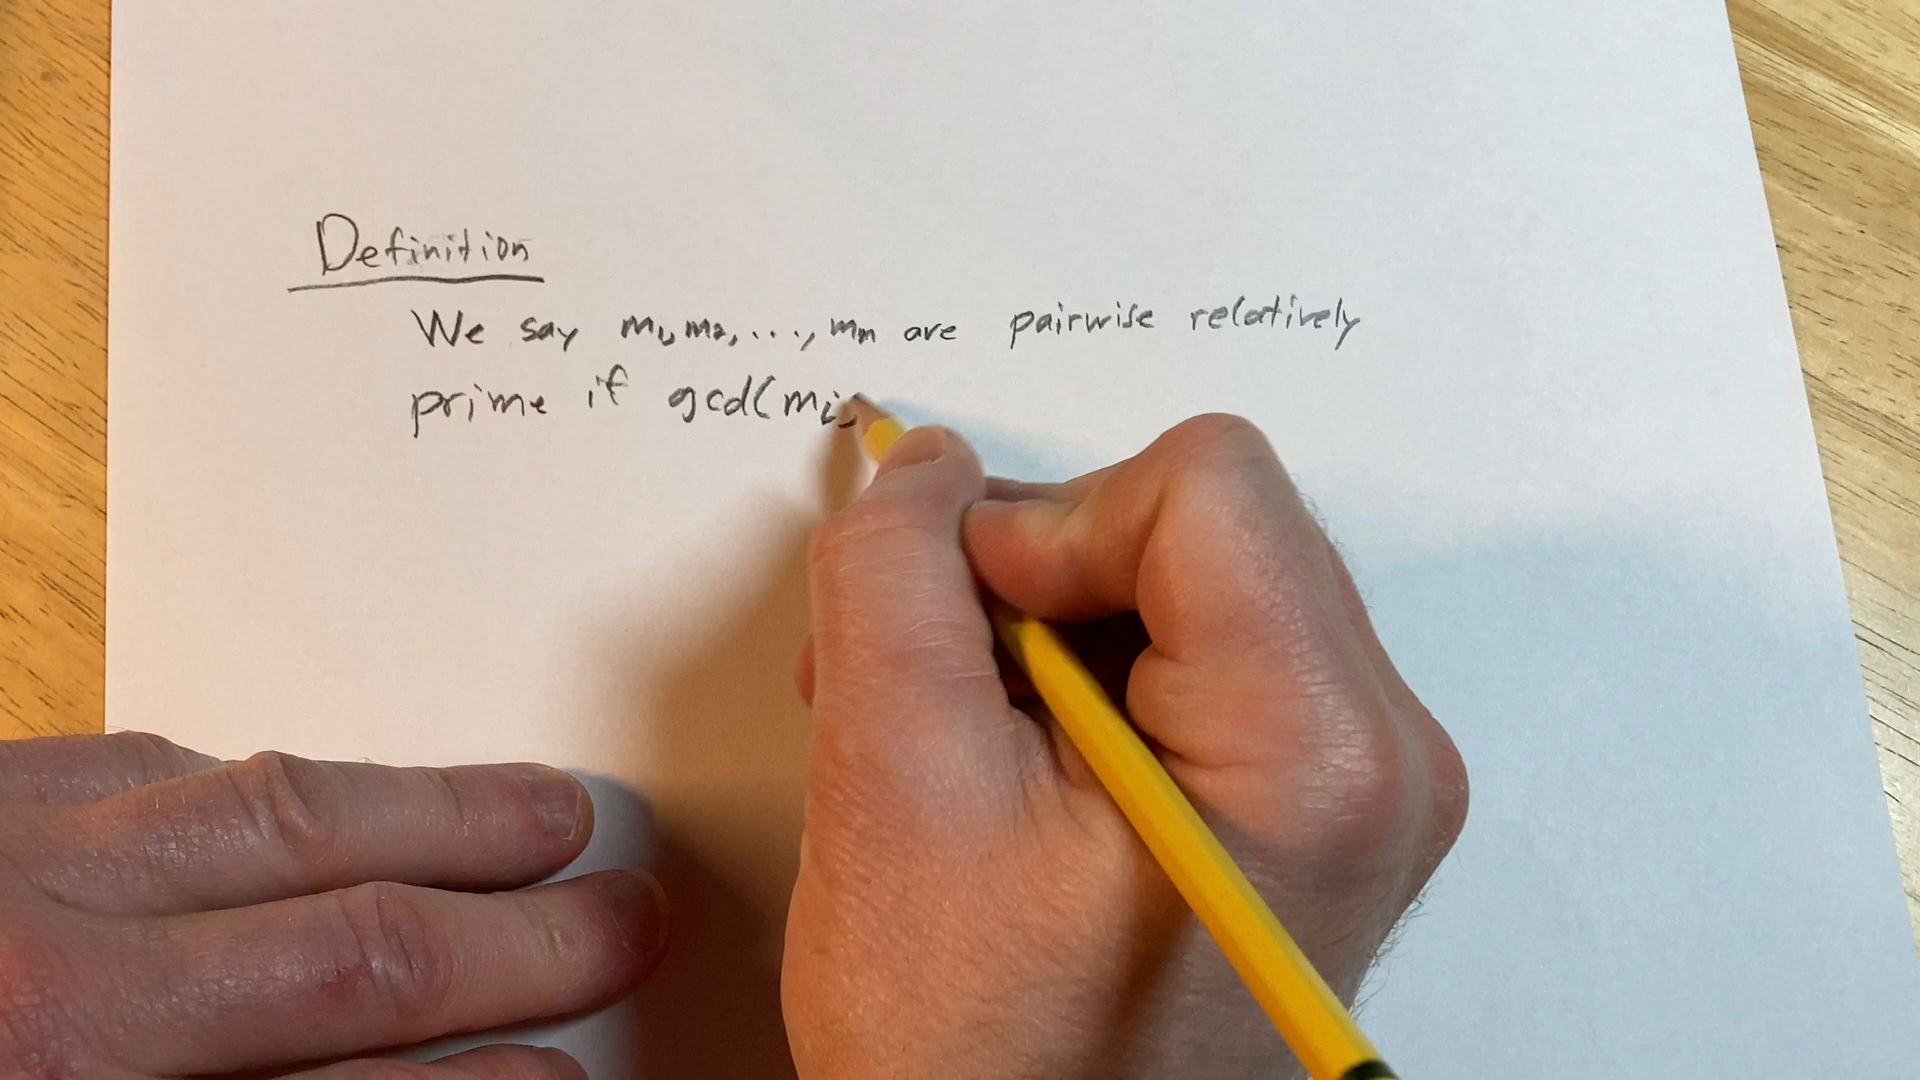 Definition
We say m₁, m₂, ..., mₙ are pairwise relatively
prime if gcd(mᵢ,